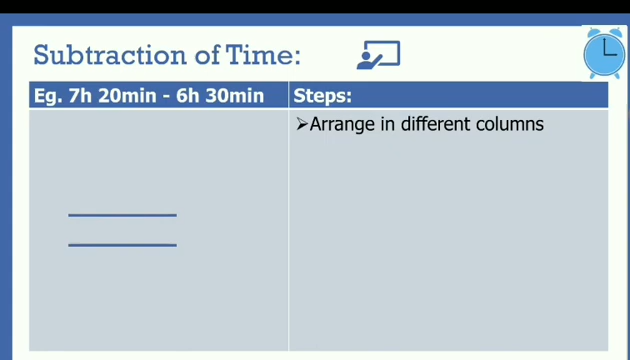 Subtraction of Time:
Eg. 7h 20min - 6h 30min
Steps:
➢Arrange in different columns